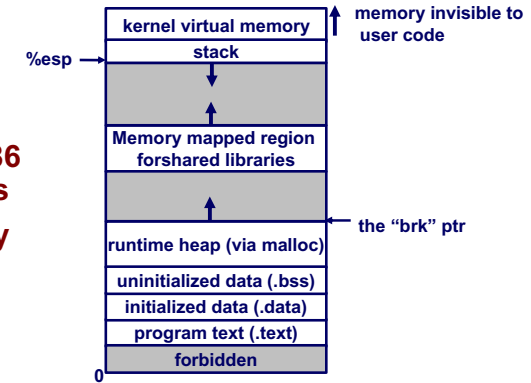 kernel virtual memory
memory invisible to
user code
%esp
stack
Memory mapped region
forshared libraries
the “brk” ptr
runtime heap (via malloc)
uninitialized data (.bss)
initialized data (.data)
program text (.text)
forbidden
0